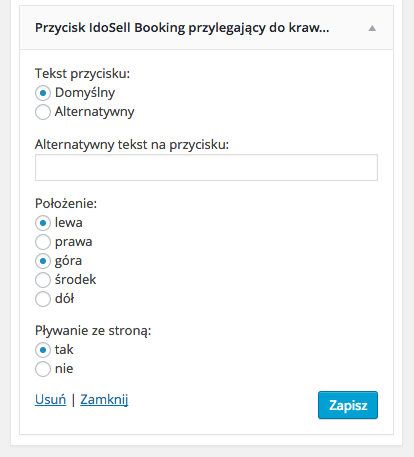 Przycisk IdoSell Booking przylegający do kraw...
Tekst przycisku:
Domyślny
Alternatywny
Alternatywny tekst na przycisku:
Położenie:
lewa
prawa
góra
środek
dół
Pływanie ze stroną:
tak
nie
Usuń | Zamknij
Zapisz